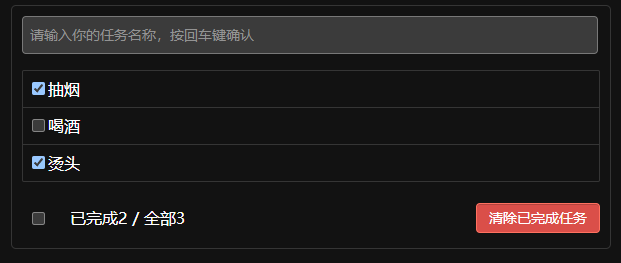 请输入你的任务名称，按回车键确认
抽烟
喝酒
烫头
已完成2 / 全部3
清除已完成任务